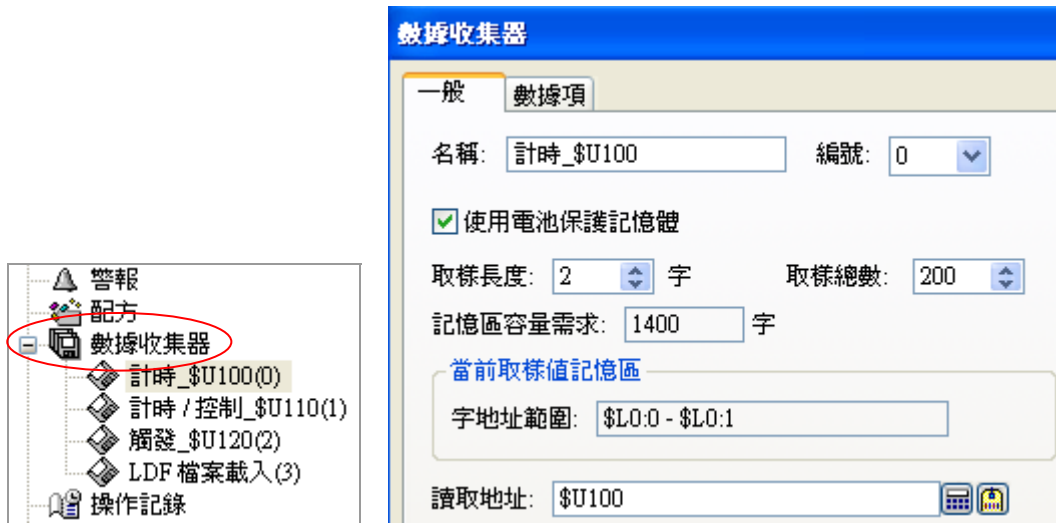 警報
配方
數據收集器
計時_$U100(0)
計時 / 控制_$U110(1)
觸發_$U120(2)
LDF 檔案載入(3)
操作記錄
數據收集器
一般 數據項
名稱: 計時_$U100 編號: 0
使用電池保護記憶體
取樣長度: 2 字 取樣總數: 200
記憶區容量需求: 1400 字
當前取樣值記憶區
字地址範圍: $L0:0 - $L0:1
讀取地址: $U100